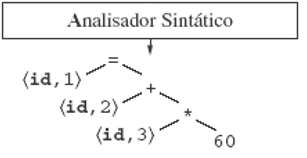 Analisador Sintático
=
⟨id,1⟩
+
⟨id,2⟩
*
⟨id,3⟩
60